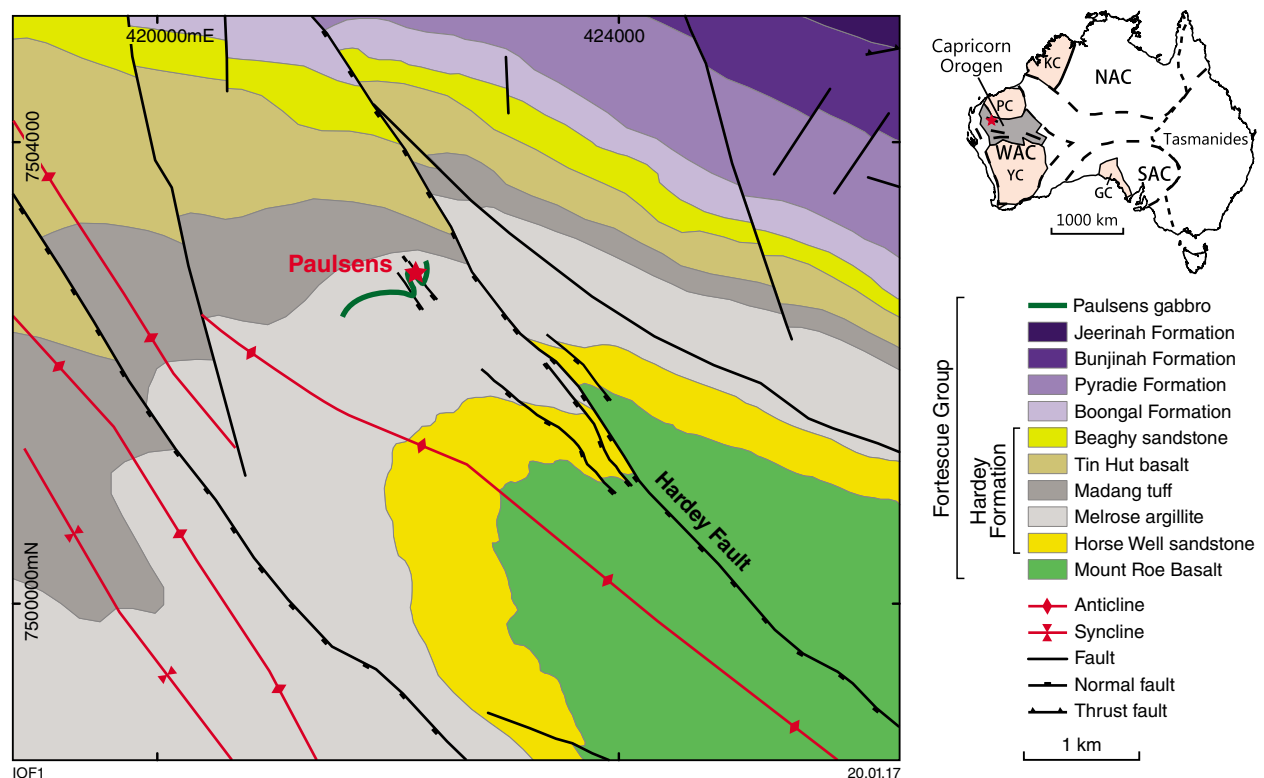 420000mE
424000
7504000
7500000mN
Paulsens
Hardey Fault
IOF1
20.01.17
Capricorn
Orogen
KC
NAC
PC
WAC
YC
GC
SAC
Tasmanides
1000 km
Fortescue Group
Hardey
Formation
Paulsens gabbro
Jeerinah Formation
Bunjinah Formation
Pyradie Formation
Boongal Formation
Beaghy sandstone
Tin Hut basalt
Madang tuff
Melrose argillite
Horse Well sandstone
Mount Roe Basalt
Anticline
Syncline
Fault
Normal fault
Thrust fault
1 km